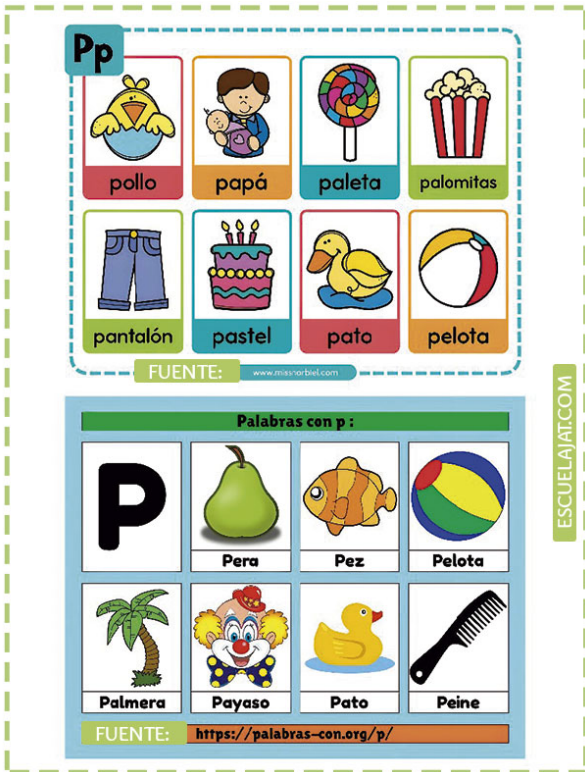 Pp
pollo
papá
paleta
palomitas
pantalón
pastel
pato
pelota
FUENTE:
www.missnorbiel.com
Palabras con p :
P
Pera
Pez
Pelota
Palmera
Payaso
Pato
Peine
FUENTE:
https://palabras-con.org/p/
ESCUELAJAT.COM